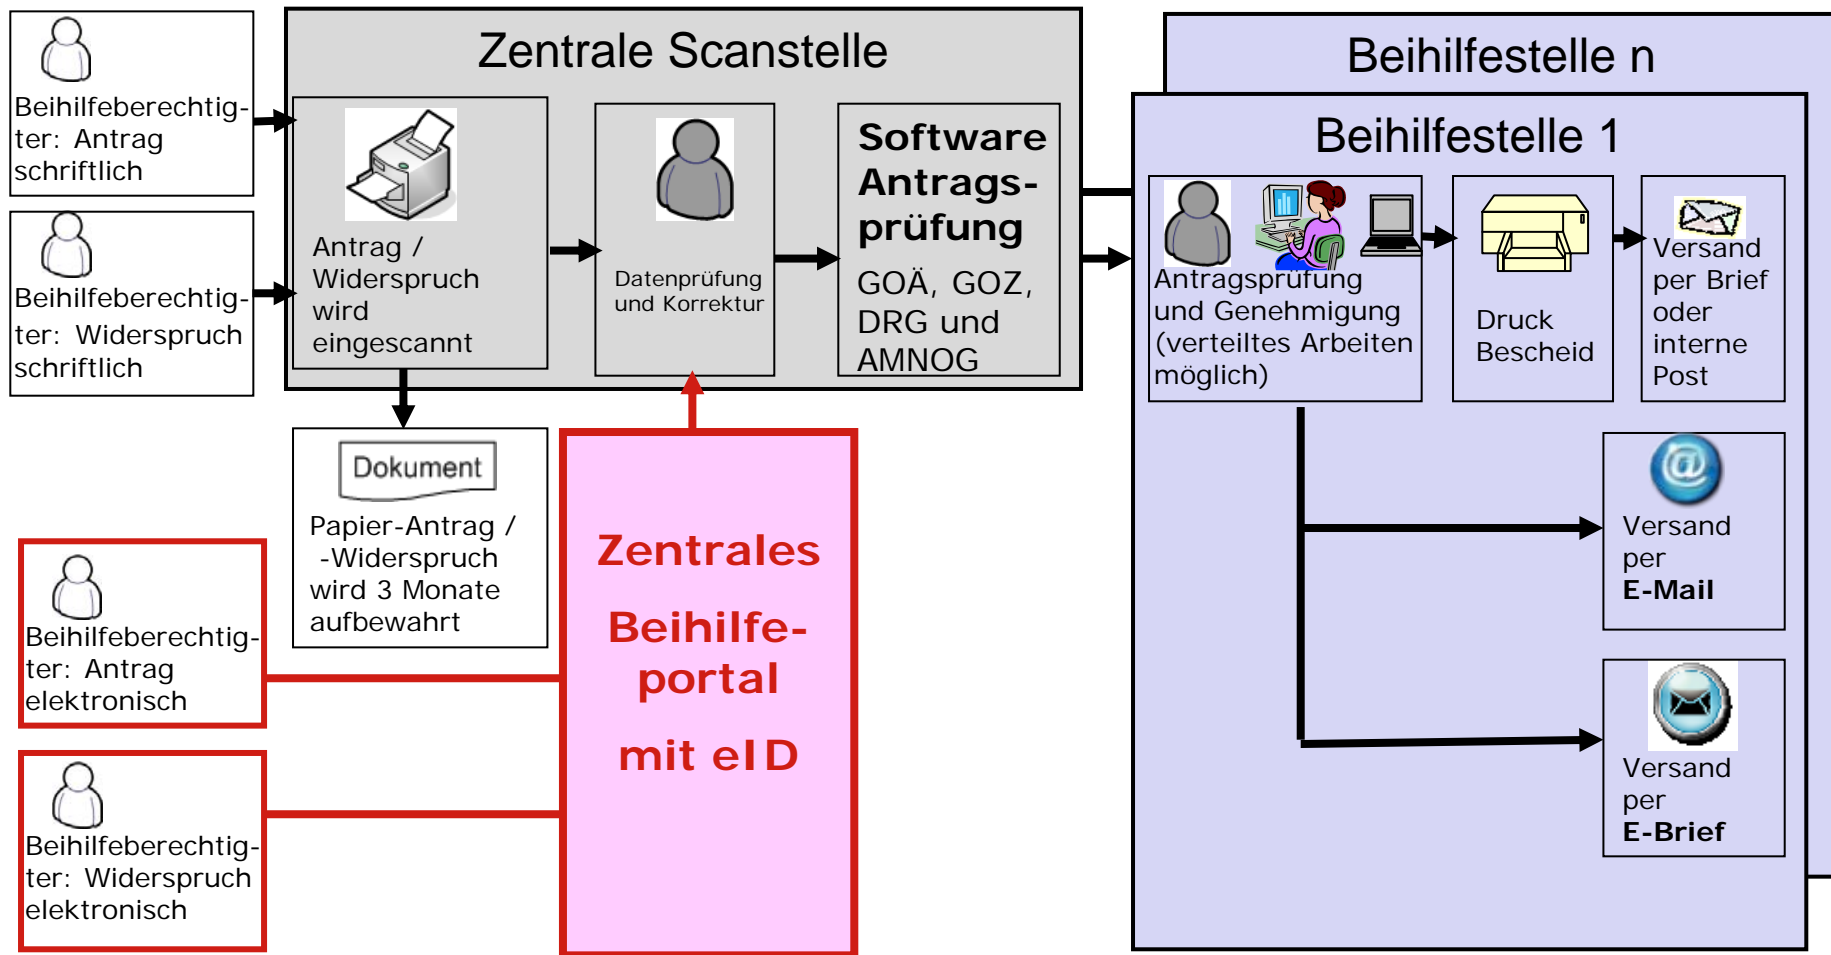 Beihilfeberechtig-
ter: Antrag
schriftlich
Beihilfeberechtig-
ter: Widerspruch
schriftlich
Zentrale Scanstelle
Antrag /
Widerspruch
wird
eingescannt
Datenprüfung
und Korrektur
Software
Antrags-
prüfung
GOÄ, GOZ,
DRG und
AMNOG
Dokument
Papier-Antrag /
-Widerspruch
wird 3 Monate
aufbewahrt
Beihilfeberechtig-
ter: Antrag
elektronisch
Beihilfeberechtig-
ter: Widerspruch
elektronisch
Zentrales
Beihilfe-
portal
mit eID
Beihilfestelle n
Beihilfestelle 1
Antragsprüfung
und Genehmigung
(verteiltes Arbeiten
möglich)
Druck
Bescheid
Versand
per Brief
oder
interne
Post
@
Versand
per
E-Mail
Versand
per
E-Brief